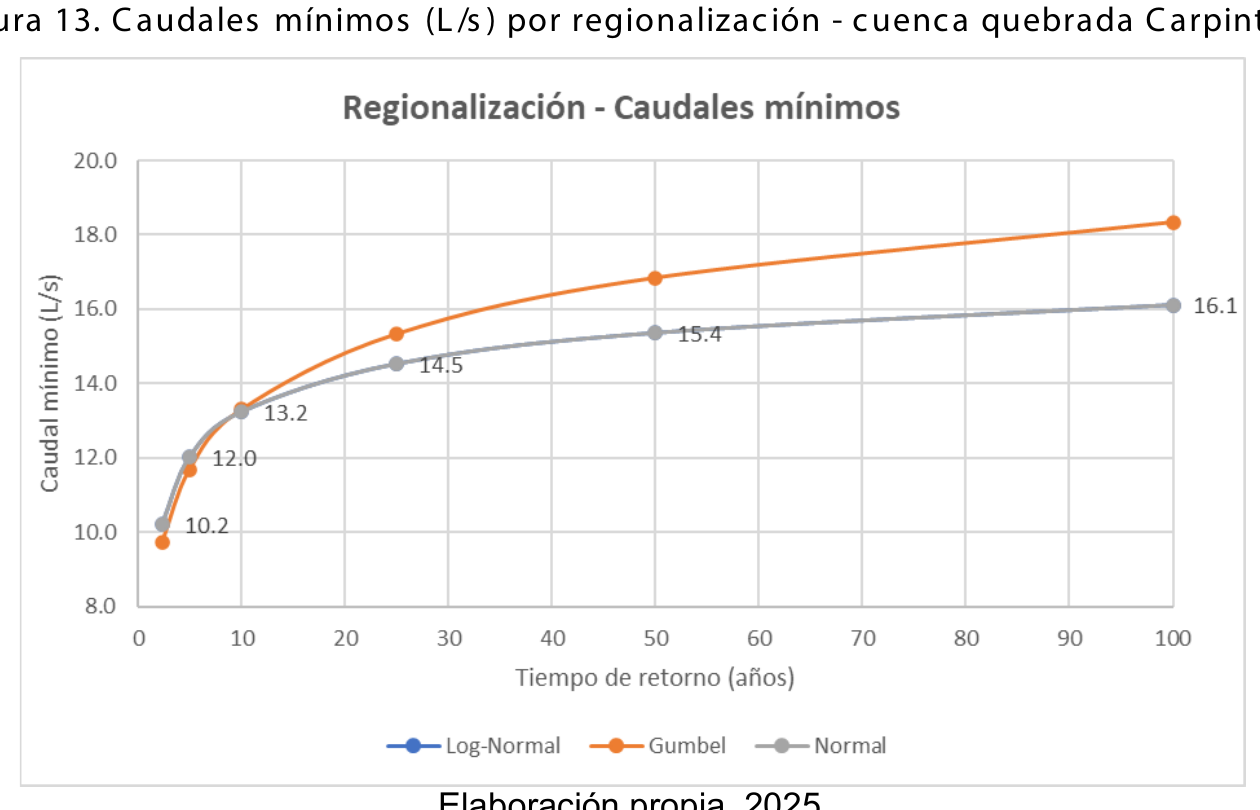 ura 13. Caudales mínimos (L/s) por regionalización - cuenca quebrada Carpint
Regionalización - Caudales mínimos
20.0
18.0
16.0
14.0
12.0
10.0
8.0
Caudal mínimo (L/s)
10.2
12.0
13.2
14.5
15.4
16.1
0 10 20 30 40 50 60 70 80 90 100
Tiempo de retorno (años)
Log-Normal Gumbel Normal
Elaboración propia, 2025